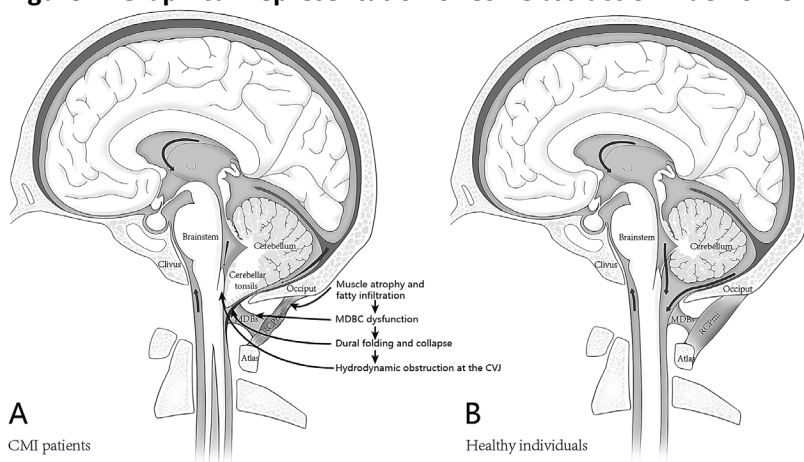 Brainstem
Cerebellum
Clivus
Cerebellar
tonsils
Occiput
Muscle atrophy and
fatty infiltration
MDBs
MDBC dysfunction
Dural folding and collapse
Atlas
Hydrodynamic obstruction at the CVJ
A
CMI patients
Brainstem
Cerebellum
Clivus
Occiput
MDBs
RCPmi
Atlas
B
Healthy individuals